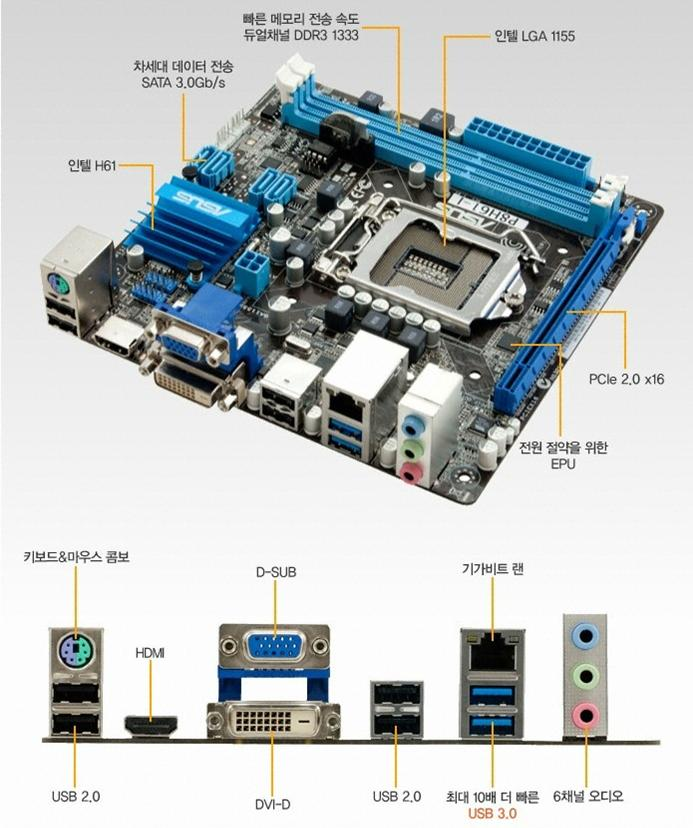 빠른 메모리 전송 속도
듀얼채널 DDR3 1333
인텔 LGA 1155
차세대 데이터 전송
SATA 3.0Gb/s
인텔 H61
ASUS
EPU
ASUS
P8H61-I
PCIe 2.0 x16
전원 절약을 위한
EPU
키보드&마우스 콤보
D-SUB
기가비트 랜
HDMI
USB 2.0
DVI-D
USB 2.0
최대 10배 더 빠른
USB 3.0
6채널 오디오